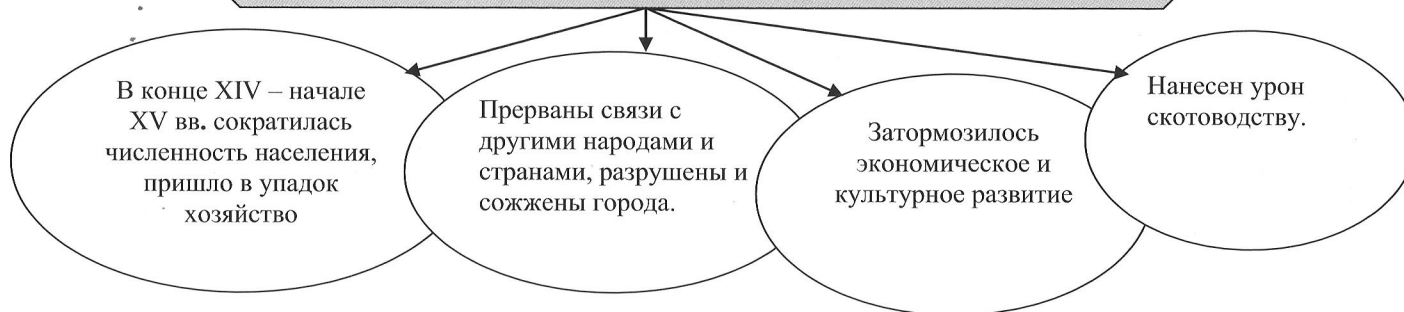 В конце XIV – начале
XV вв. сократилась
численность населения,
пришло в упадок
хозяйство
Прерваны связи с
другими народами и
странами, разрушены и
сожжены города.
Затормозилось
экономическое и
культурное развитие
Нанесен урон
скотоводству.